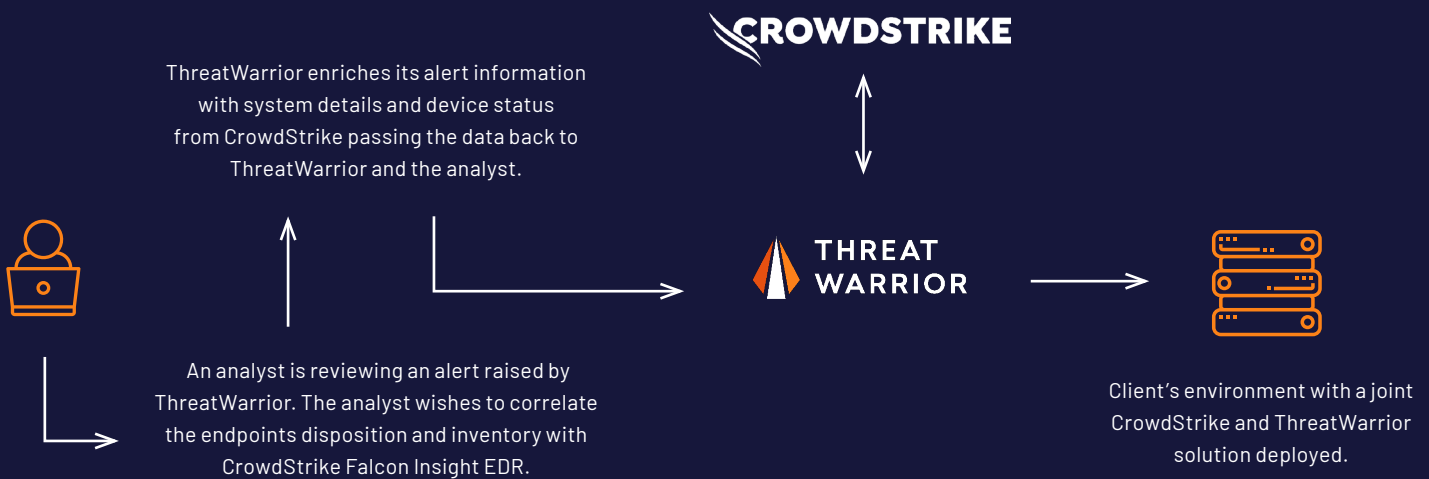 CROWDSTRIKE
ThreatWarrior enriches its alert information
with system details and device status
from CrowdStrike passing the data back to
ThreatWarrior and the analyst.
THREAT
WARRIOR
An analyst is reviewing an alert raised by
ThreatWarrior. The analyst wishes to correlate
the endpoints disposition and inventory with
CrowdStrike Falcon Insight EDR.
Client's environment with a joint
CrowdStrike and ThreatWarrior
solution deployed.